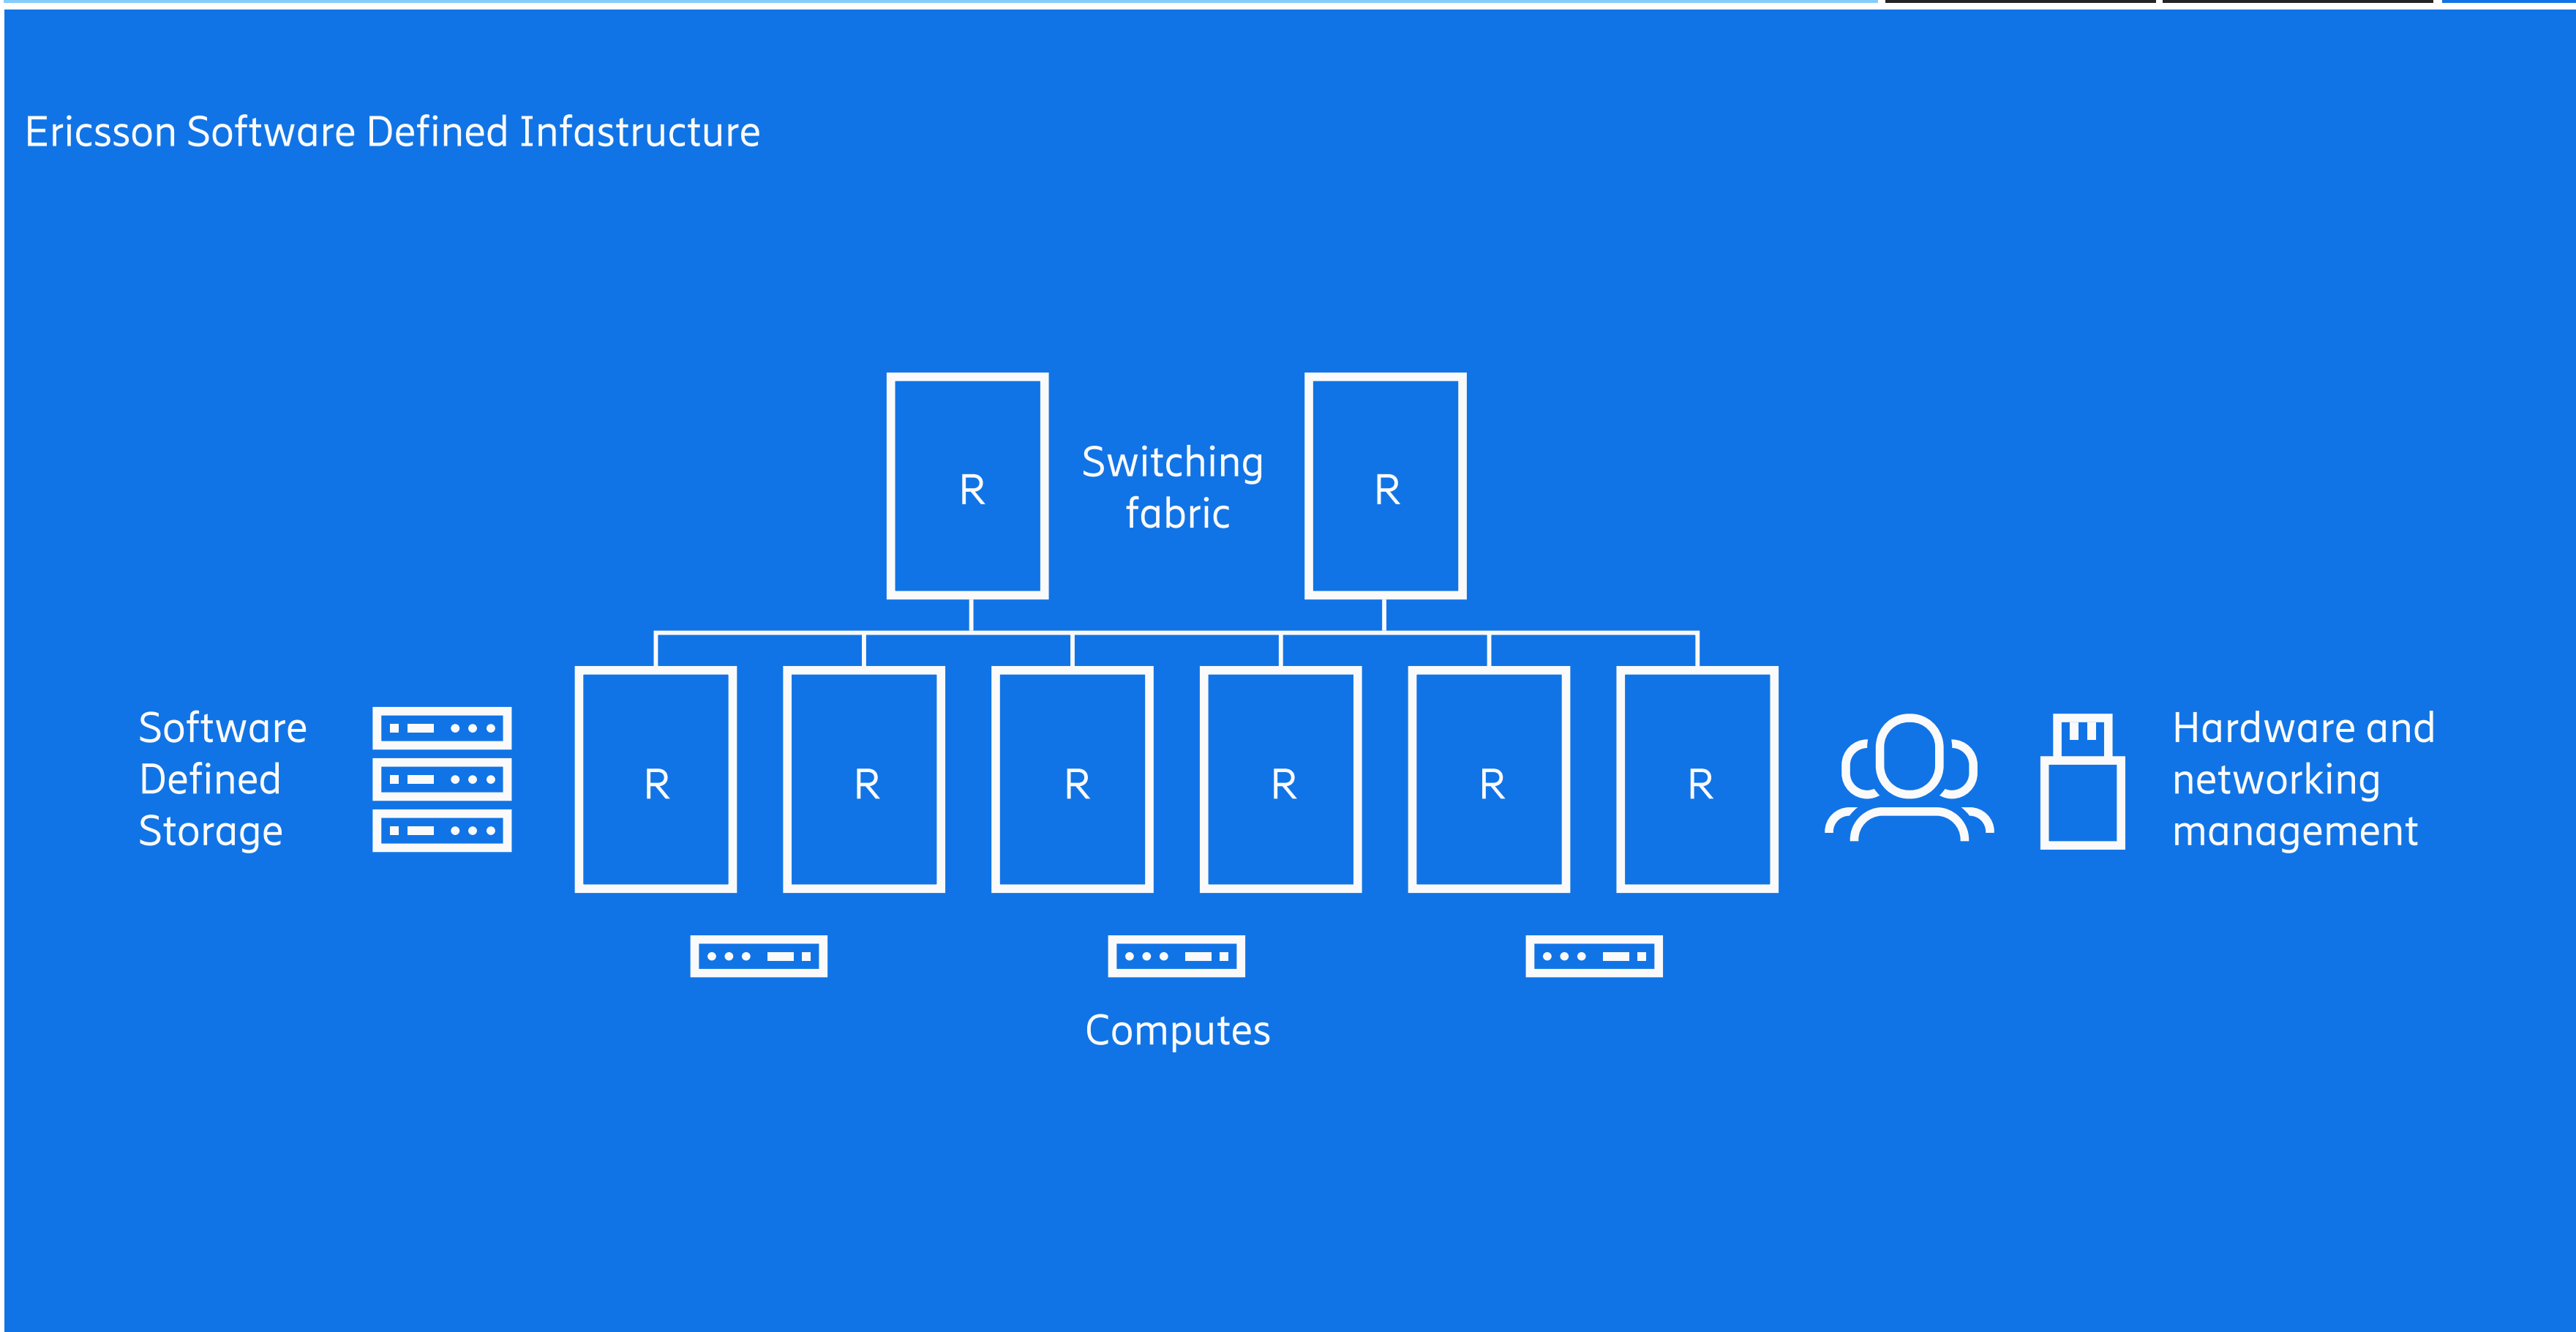 Ericsson Software Defined Infastructure
R
Switching
fabric
R
Software
Defined
Storage
R
R
R
R
R
R
Hardware and
networking
management
Computes